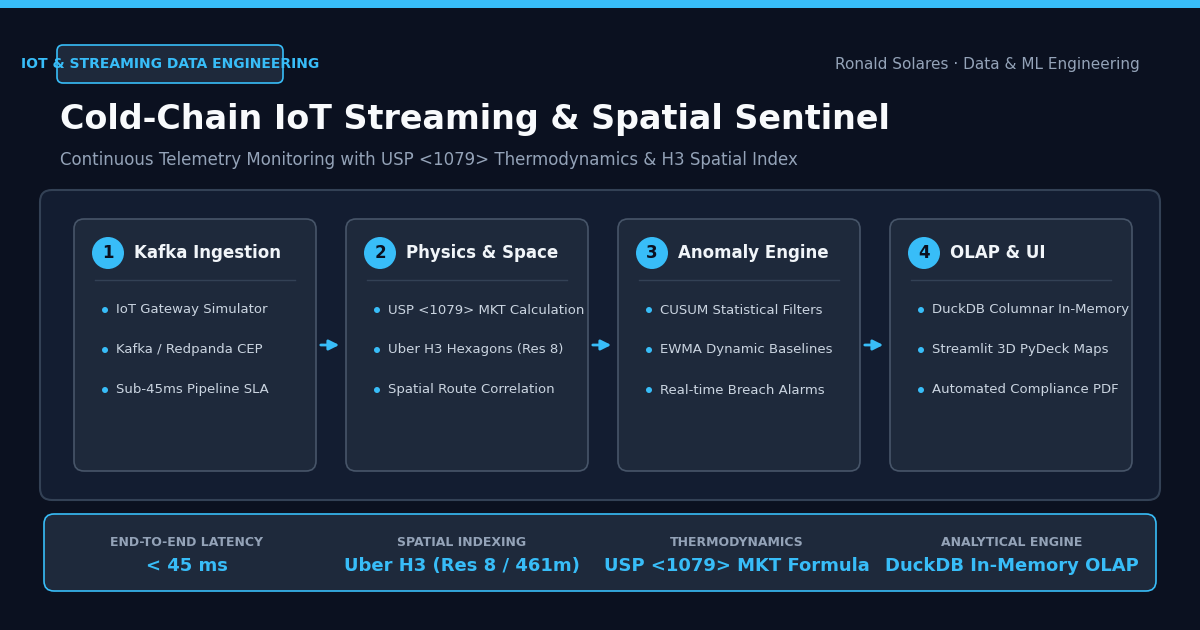 IOT & STREAMING DATA ENGINEERING
Ronald Solares · Data & ML Engineering
Cold-Chain IoT Streaming & Spatial Sentinel
Continuous Telemetry Monitoring with USP <1079> Thermodynamics & H3 Spatial Index
1 Kafka Ingestion
• IoT Gateway Simulator
• Kafka / Redpanda CEP
• Sub-45ms Pipeline SLA
2 Physics & Space
• USP <1079> MKT Calculation
• Uber H3 Hexagons (Res 8)
• Spatial Route Correlation
3 Anomaly Engine
• CUSUM Statistical Filters
• EWMA Dynamic Baselines
• Real-time Breach Alarms
4 OLAP & UI
• DuckDB Columnar In-Memory
• Streamlit 3D PyDeck Maps
• Automated Compliance PDF
END-TO-END LATENCY
< 45 ms
SPATIAL INDEXING
Uber H3 (Res 8 / 461m)
THERMODYNAMICS
USP <1079> MKT Formula
ANALYTICAL ENGINE
DuckDB In-Memory OLAP